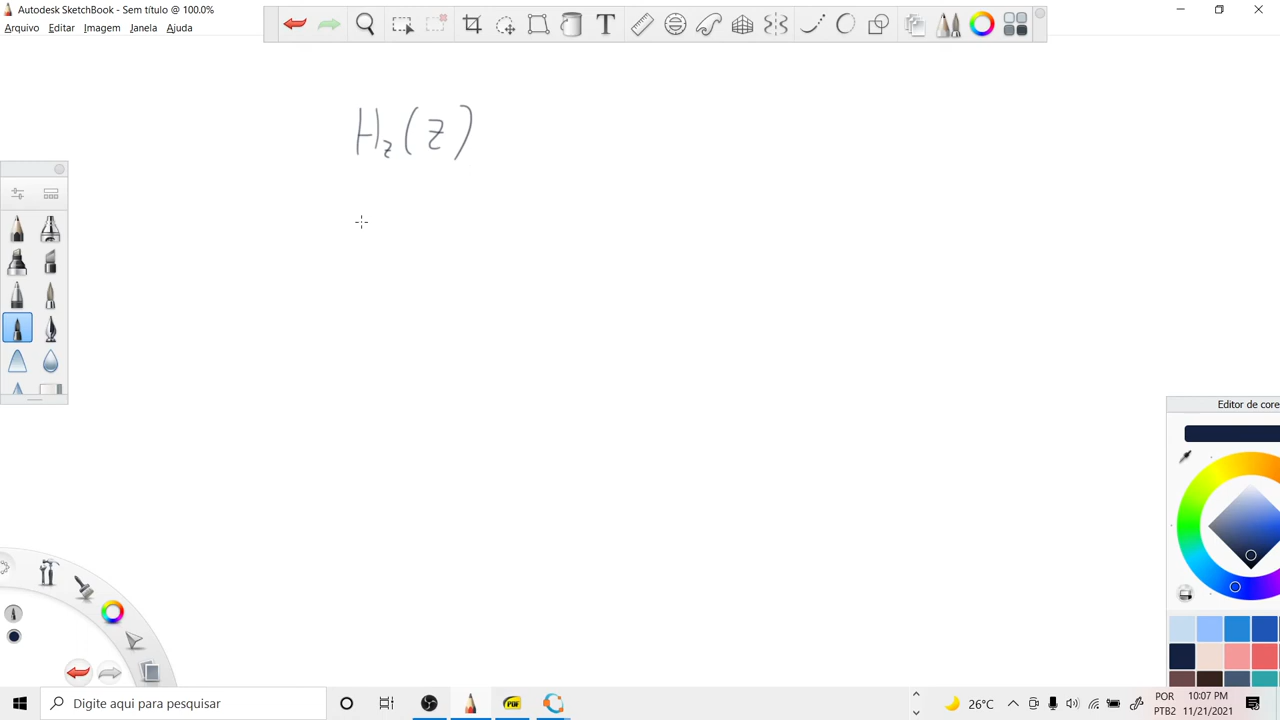 Autodesk SketchBook - Sem título @ 100.0%
Arquivo Editar Imagem Janela Ajuda
T
H_z(z)
Editor de core
Digite aqui para pesquisar
26°C
POR
PTB2
10:07 PM
11/21/2021